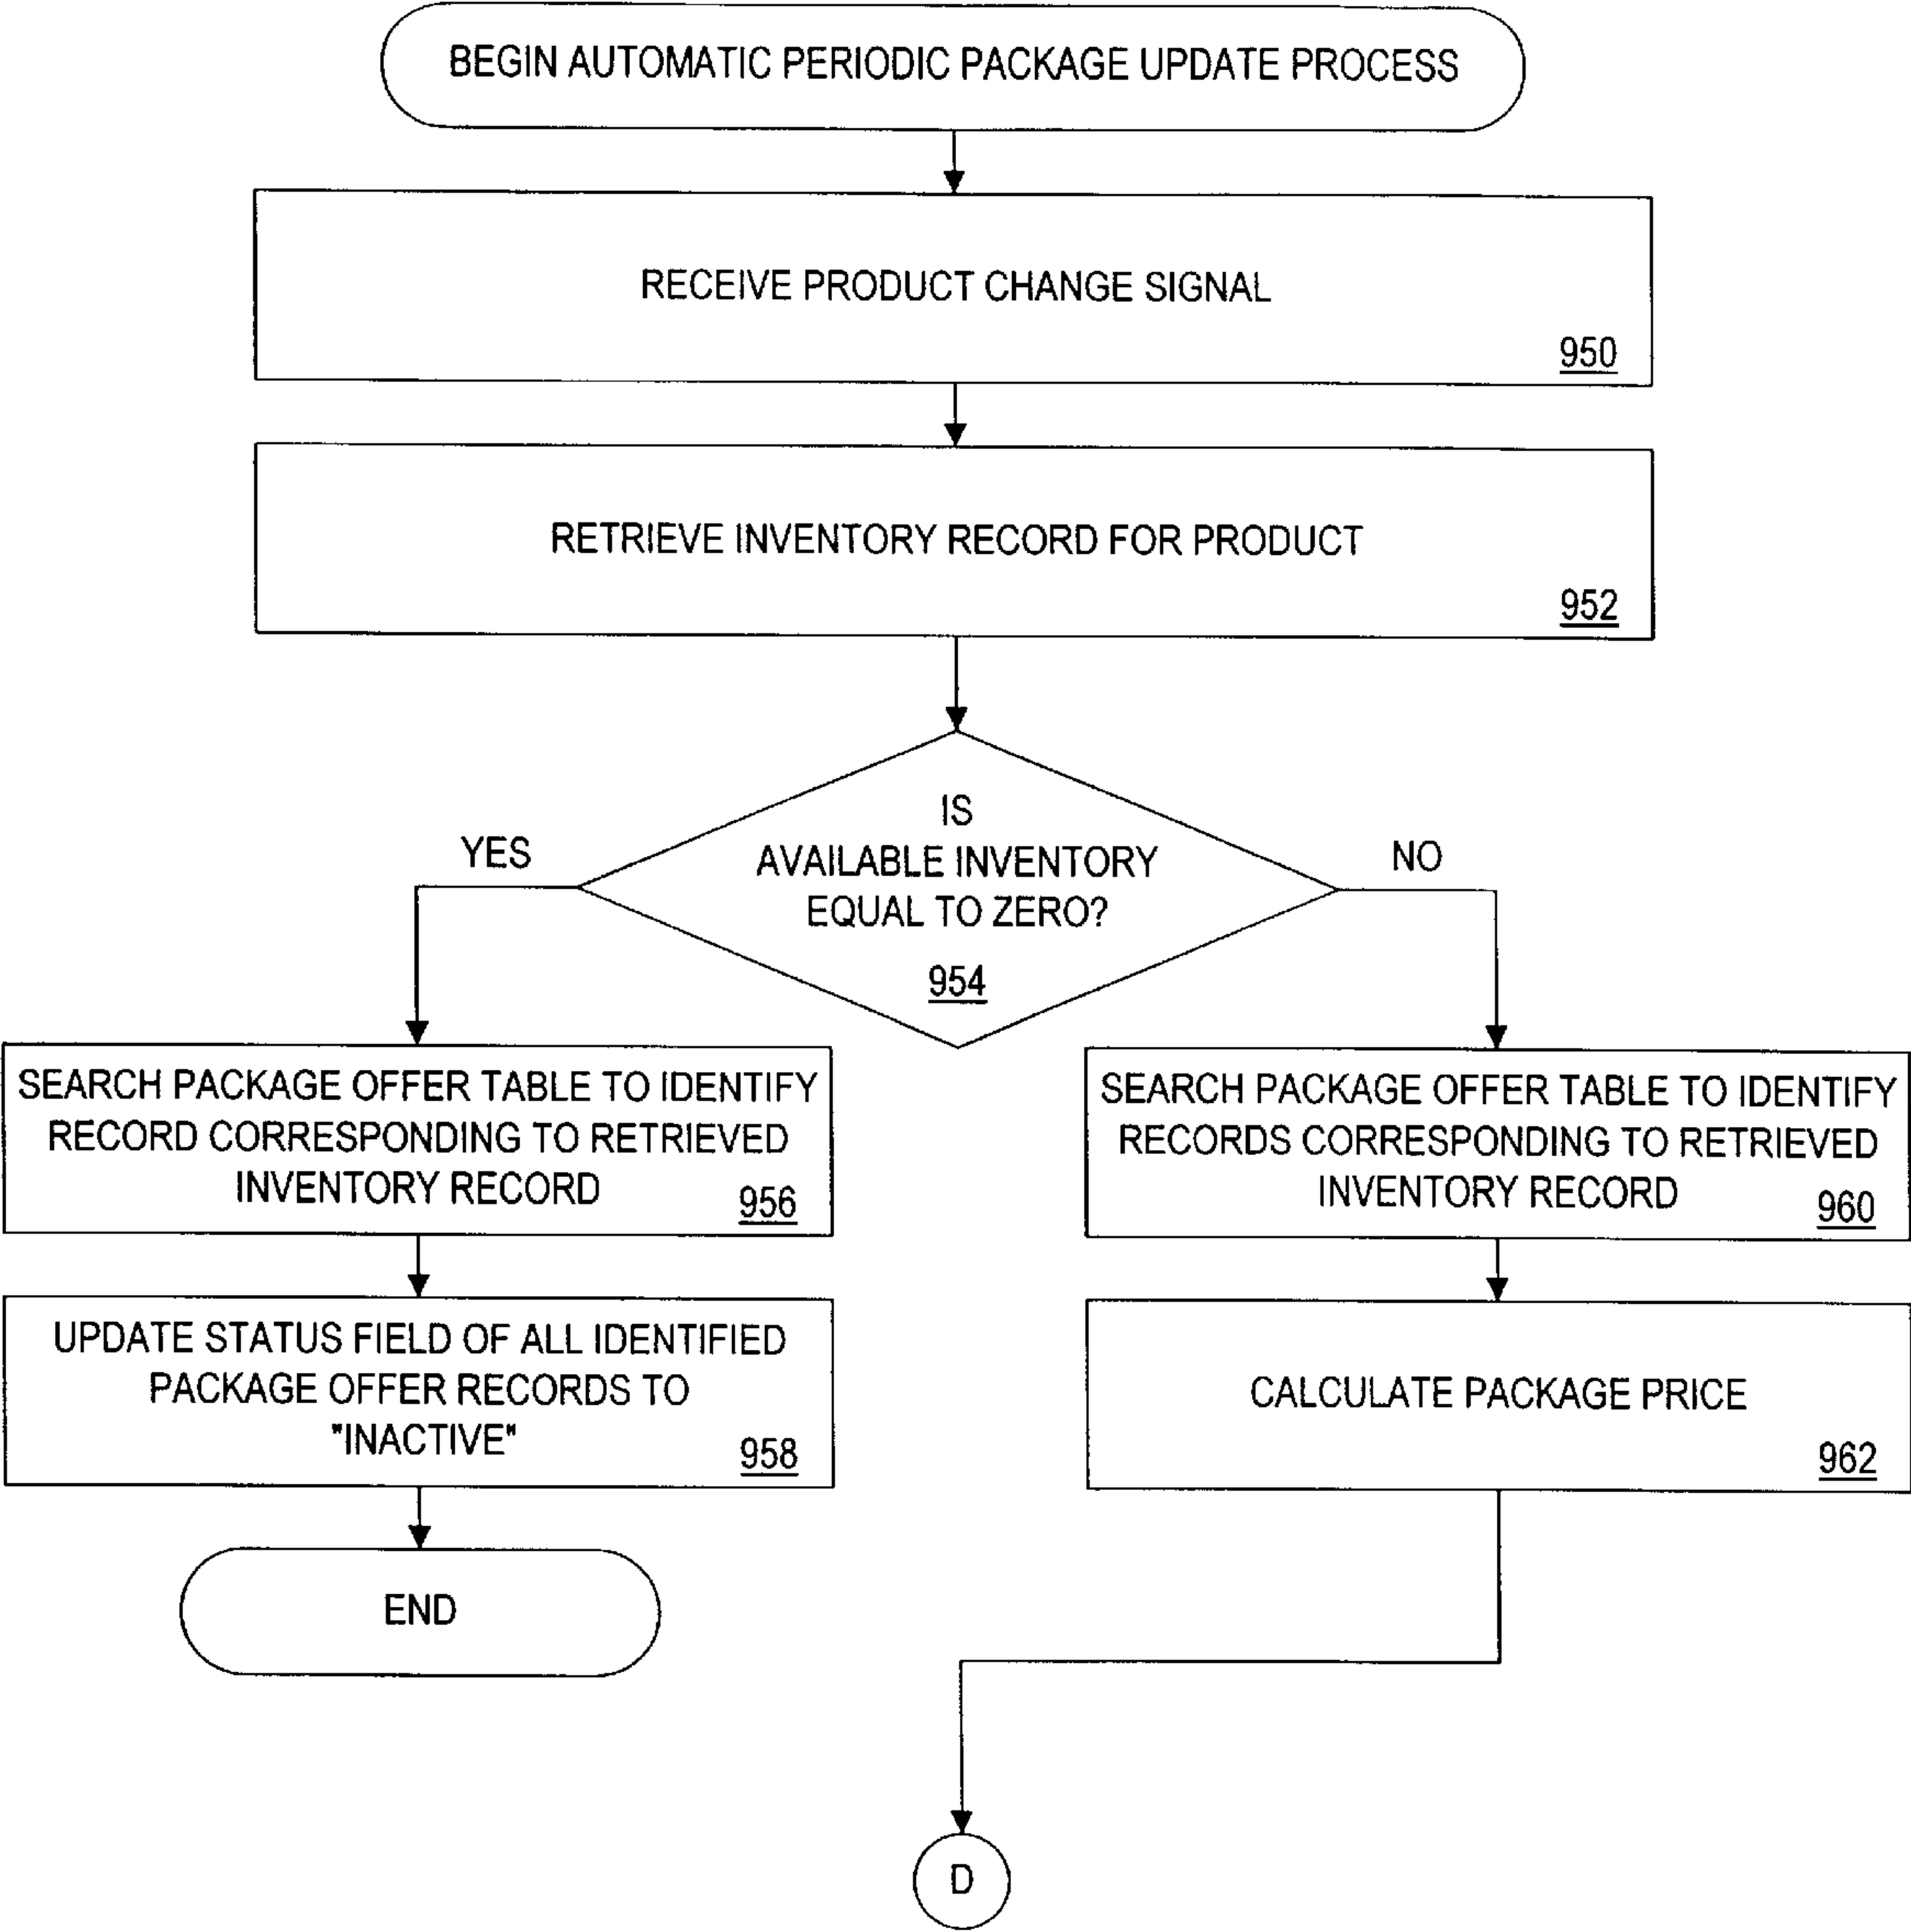 BEGIN AUTOMATIC PERIODIC PACKAGE UPDATE PROCESS
RECEIVE PRODUCT CHANGE SIGNAL
950
RETRIEVE INVENTORY RECORD FOR PRODUCT
952
IS
AVAILABLE INVENTORY
EQUAL TO ZERO?
954
YES
NO
SEARCH PACKAGE OFFER TABLE TO IDENTIFY
RECORD CORRESPONDING TO RETRIEVED
INVENTORY RECORD
956
UPDATE STATUS FIELD OF ALL IDENTIFIED
PACKAGE OFFER RECORDS TO
"INACTIVE"
958
END
SEARCH PACKAGE OFFER TABLE TO IDENTIFY
RECORDS CORRESPONDING TO RETRIEVED
INVENTORY RECORD
960
CALCULATE PACKAGE PRICE
962
D